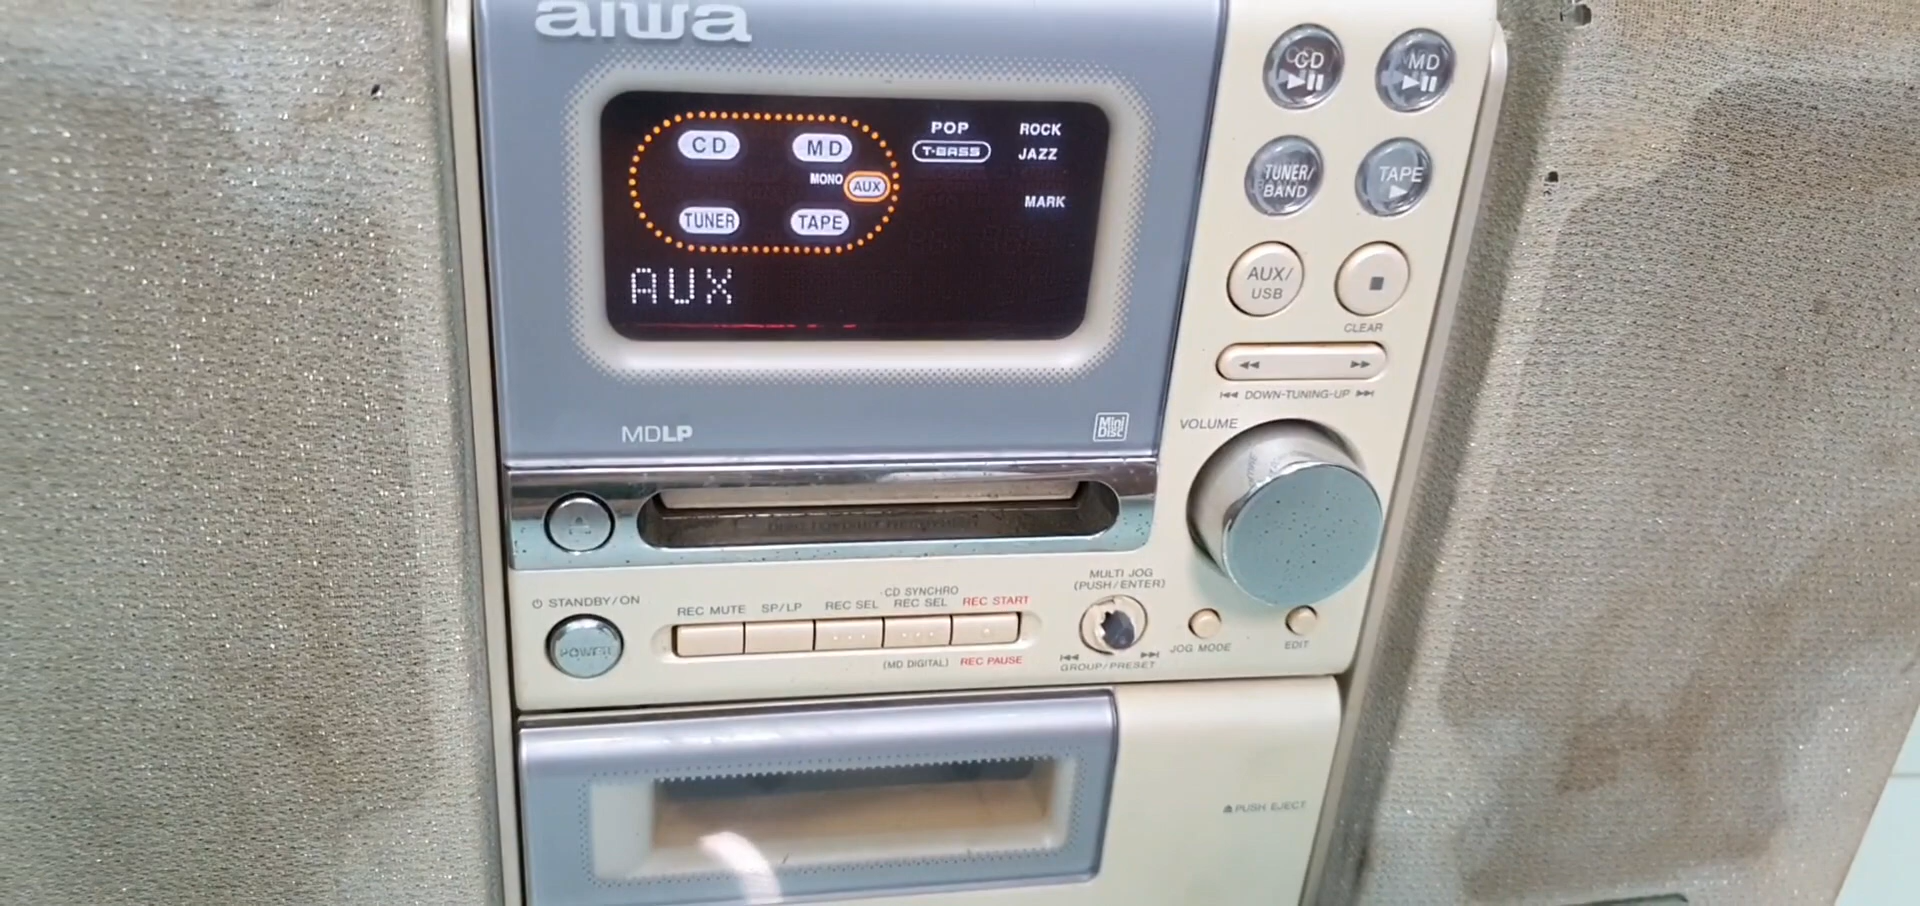 aiwa
CD MD
MONO AUX
TUNER TAPE
POP ROCK
T-BASS JAZZ
MARK
AUX
MDLP
Mini Disc
CD
MD
TUNER/
BAND
TAPE
AUX/
USB
CLEAR
DOWN-TUNING-UP
VOLUME
STANDBY/ON
POWER
REC MUTE
SP/LP
REC SEL
CD SYNCHRO
REC SEL
(MD DIGITAL)
REC START
REC PAUSE
MULTI JOG
(PUSH/ENTER)
GROUP/PRESET
JOG MODE
EDIT
PUSH EJECT